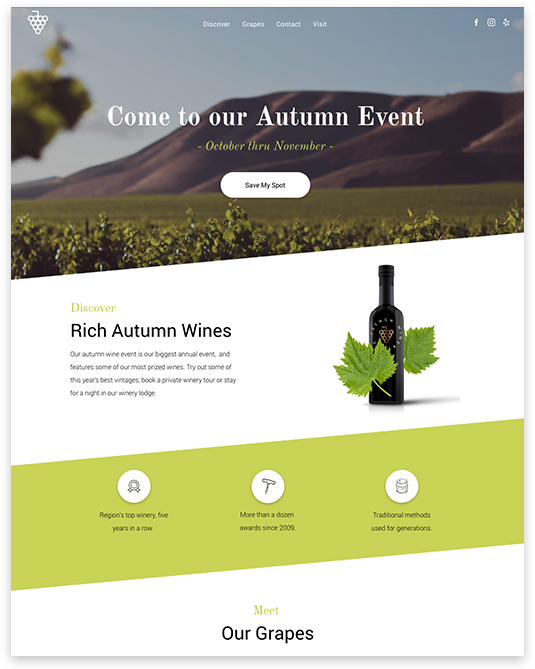 Discover Grapes Contact Visit
Come to our Autumn Event
- October thru November -
Save My Spot
Discover
Rich Autumn Wines
Our autumn wine event is our biggest annual event, and
features some of our most prized wines. Try out some of
this year's best vintages, book a private winery tour or stay
for a night in our winery lodge.
Region's top winery, five
years in a row.
More than a dozen
awards since 2009.
Traditional methods
used for generations.
Meet
Our Grapes